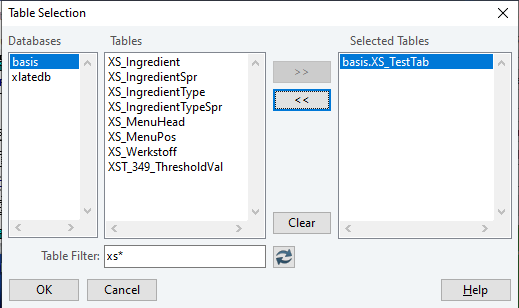 Table Selection
Databases
Tables
Selected Tables
basis
xlatedb
XS_Ingredient
XS_IngredientSpr
XS_IngredientType
XS_IngredientTypeSpr
XS_MenuHead
XS_MenuPos
XS_Werkstoff
XST_349_ThresholdVal
>>
<<
Clear
basis.XS_TestTab
Table Filter:
xs*
OK
Cancel
Help